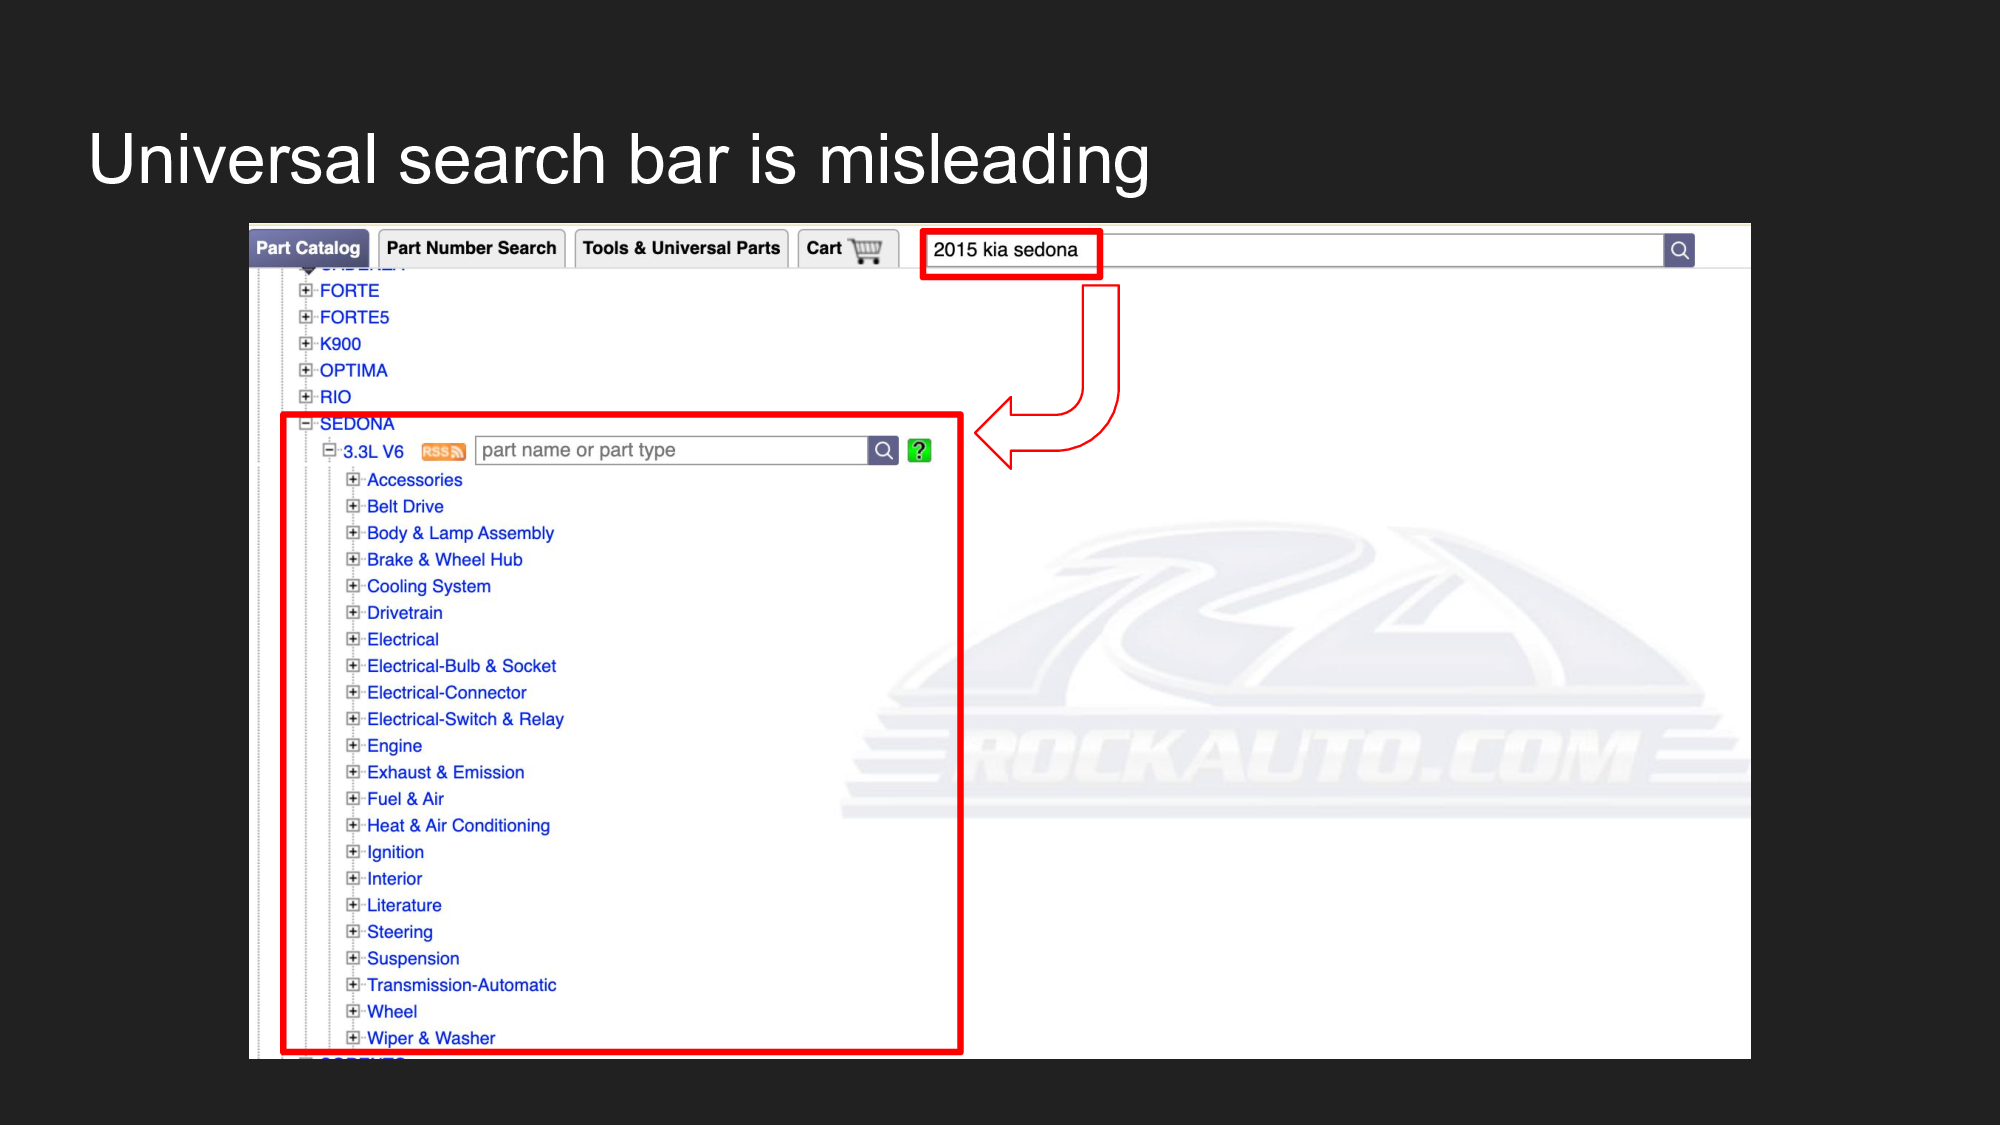 Universal search bar is misleading
Part Catalog Part Number Search Tools & Universal Parts Cart 2015 kia sedona
FORTE
FORTE5
K900
OPTIMA
RIO
SEDONA
3.3L V6 RSS part name or part type ?
Accessories
Belt Drive
Body & Lamp Assembly
Brake & Wheel Hub
Cooling System
Drivetrain
Electrical
Electrical-Bulb & Socket
Electrical-Connector
Electrical-Switch & Relay
Engine
Exhaust & Emission
Fuel & Air
Heat & Air Conditioning
Ignition
Interior
Literature
Steering
Suspension
Transmission-Automatic
Wheel
Wiper & Washer
RA
ROCKAUTO.COM